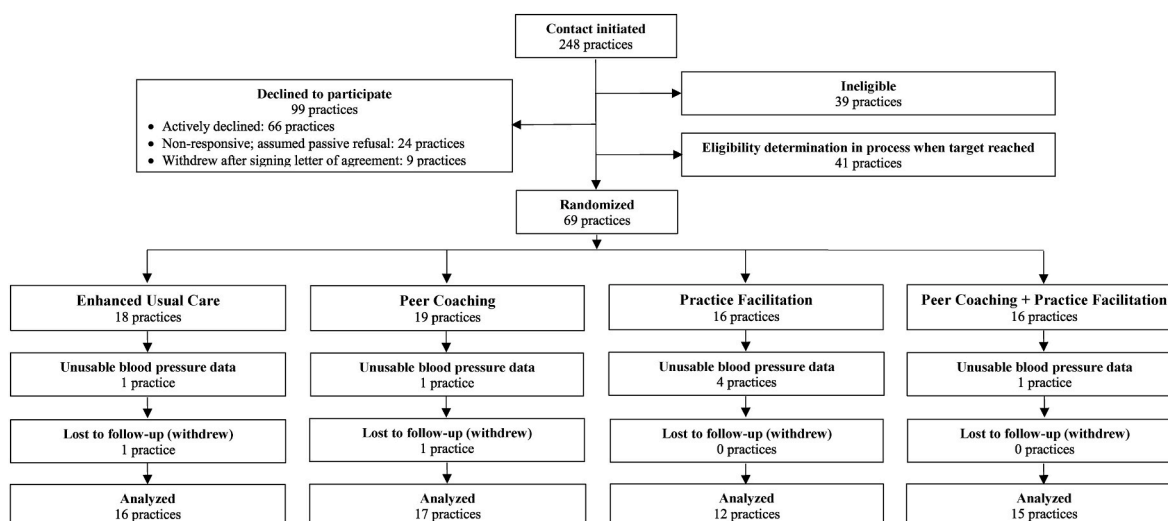 Contact initiated
248 practices
Declined to participate
99 practices
• Actively declined: 66 practices
• Non-responsive; assumed passive refusal: 24 practices
• Withdrew after signing letter of agreement: 9 practices
Ineligible
39 practices
Eligibility determination in process when target reached
41 practices
Randomized
69 practices
Enhanced Usual Care
18 practices
Unusable blood pressure data
1 practice
Lost to follow-up (withdrew)
1 practice
Analyzed
16 practices
Peer Coaching
19 practices
Unusable blood pressure data
1 practice
Lost to follow-up (withdrew)
1 practice
Analyzed
17 practices
Practice Facilitation
16 practices
Unusable blood pressure data
4 practices
Lost to follow-up (withdrew)
0 practices
Analyzed
12 practices
Peer Coaching + Practice Facilitation
16 practices
Unusable blood pressure data
1 practice
Lost to follow-up (withdrew)
0 practices
Analyzed
15 practices